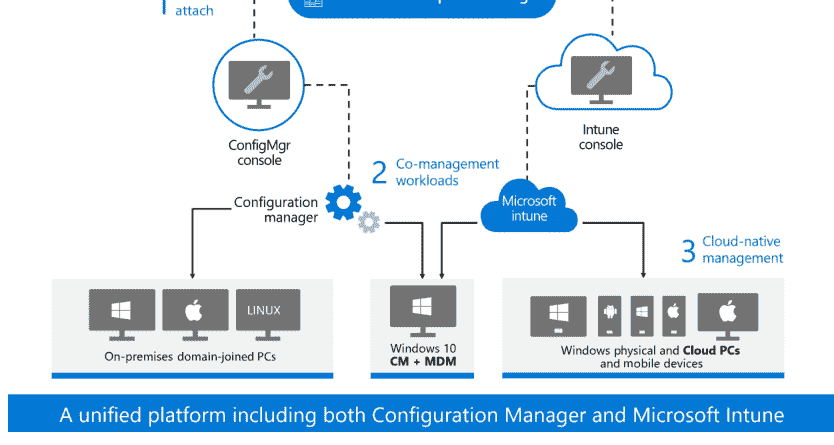 attach
ConfigMgr
console
Intune
console
2 Co-management
workloads
Configuration
manager
Microsoft
intune
3 Cloud-native
management
LINUX
On-premises domain-joined PCs
Windows 10
CM + MDM
Windows physical and Cloud PCs
and mobile devices
A unified platform including both Configuration Manager and Microsoft Intune